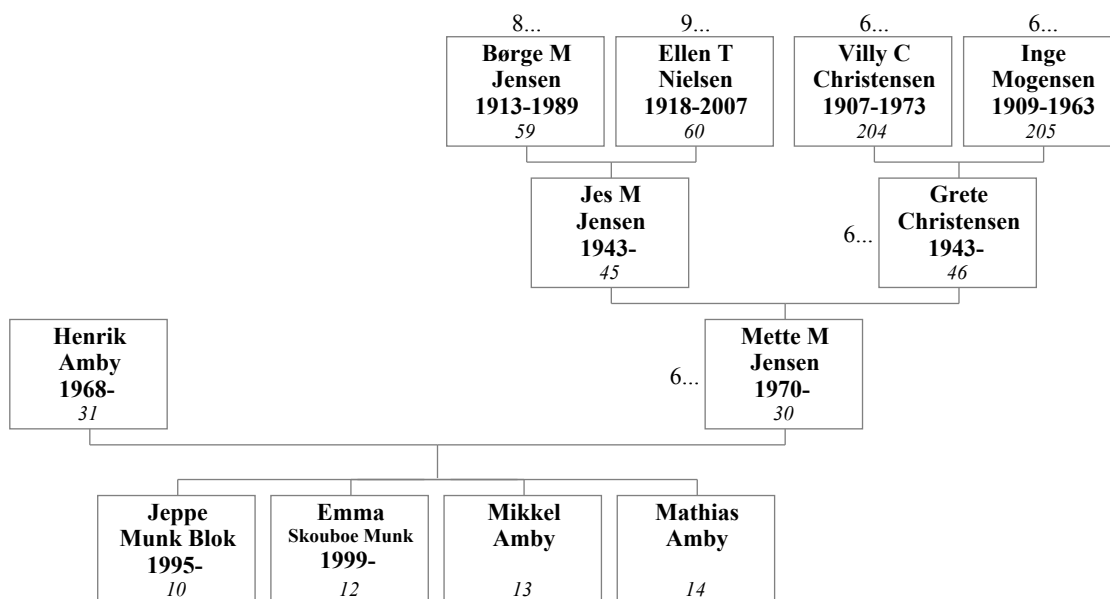 8...
9...
6...
6...
Børge M
Jensen
1913-1989
59
Ellen T
Nielsen
1918-2007
60
Villy C
Christensen
1907-1973
204
Inge
Mogensen
1909-1963
205
Jes M
Jensen
1943-
45
6...
Grete
Christensen
1943-
46
Henrik
Amby
1968-
31
6...
Mette M
Jensen
1970-
30
Jeppe
Munk Blok
1995-
10
Emma
Skouboe Munk
1999-
12
Mikkel
Amby
13
Mathias
Amby
14